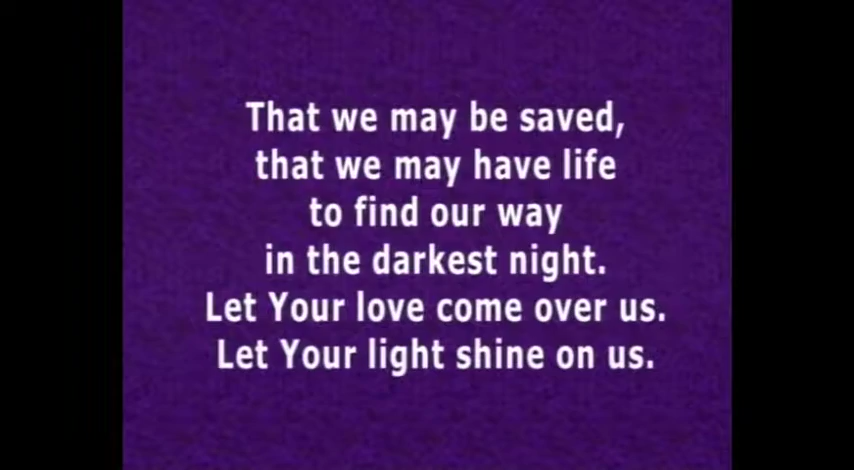 That we may be saved,
that we may have life
to find our way
in the darkest night.
Let Your love come over us.
Let Your light shine on us.